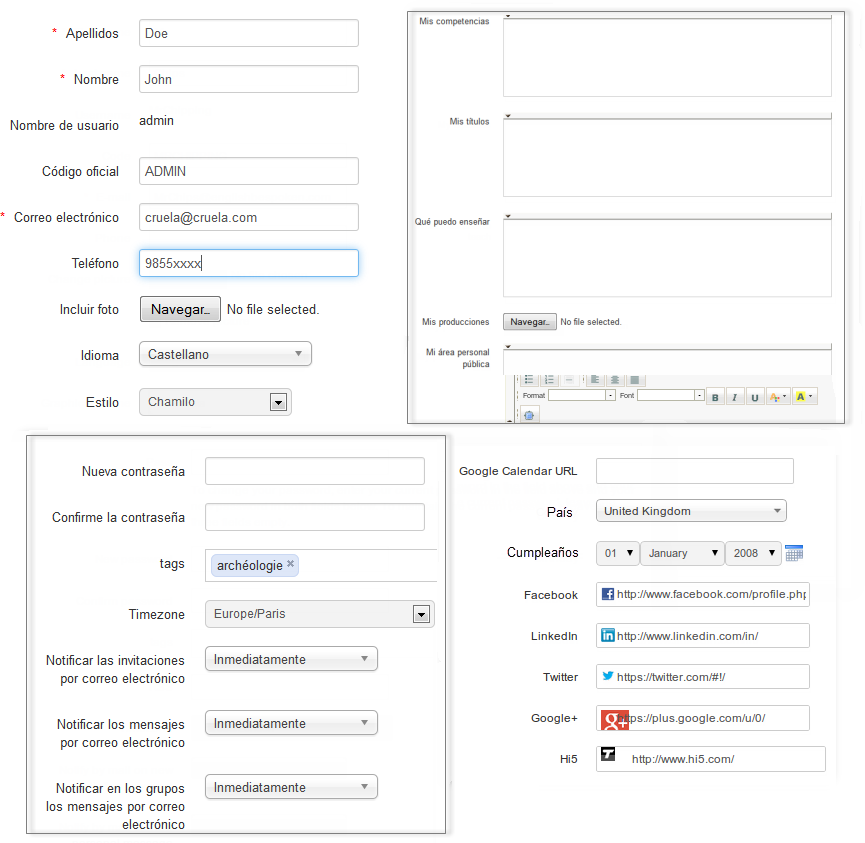 * Apellidos Doe
* Nombre John
Nombre de usuario admin
Código oficial ADMIN
* Correo electrónico cruela@cruela.com
Teléfono 9855xxxx
Incluir foto Navegar... No file selected.
Idioma Castellano
Estilo Chamilo
Mis competencias
Mis títulos
Qué puedo enseñar
Mis producciones Navegar... No file selected.
Mi área personal
pública
Format Font B I U A A
Nueva contraseña
Confirme la contraseña
tags archéologie ×
Timezone Europe/Paris
Notificar las invitaciones Inmediatamente
por correo electrónico
Notificar los mensajes Inmediatamente
por correo electrónico
Notificar en los grupos Inmediatamente
los mensajes por correo
electrónico
Google Calendar URL
País United Kingdom
Cumpleaños 01 January 2008
Facebook f http://www.facebook.com/profile.php
LinkedIn in http://www.linkedin.com/in/
Twitter https://twitter.com/#!/
Google+ g+ https://plus.google.com/u/0/
Hi5 T http://www.hi5.com/